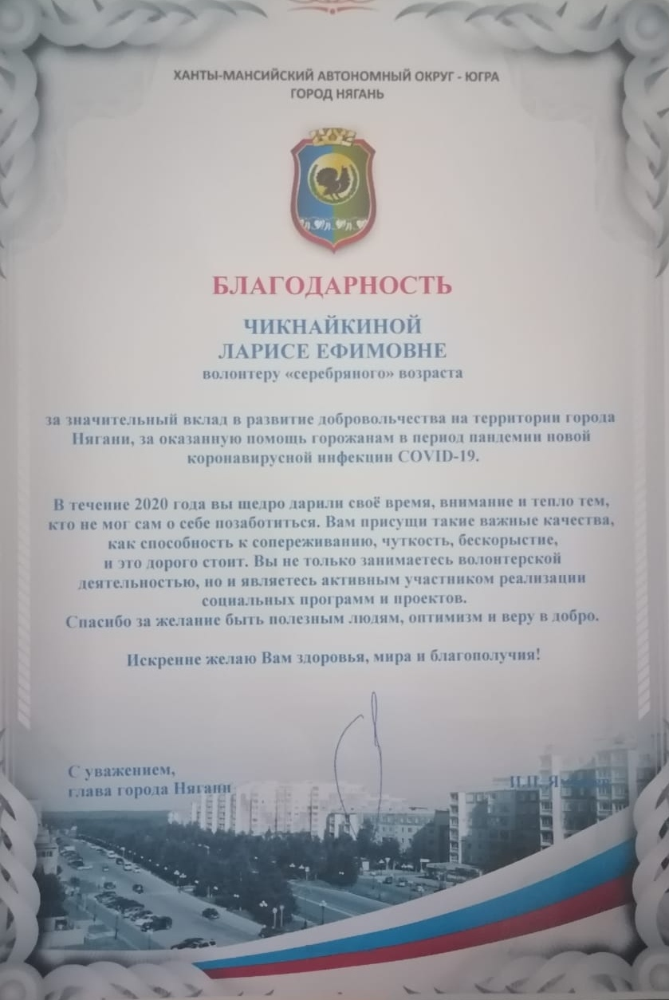 ХАНТЫ-МАНСИЙСКИЙ АВТОНОМНЫЙ ОКРУГ - ЮГРА
ГОРОД НЯГАНЬ
БЛАГОДАРНОСТЬ
ЧИКНАЙКИНОЙ
ЛАРИСЕ ЕФИМОВНЕ
волонтеру «серебряного» возраста
за значительный вклад в развитие добровольчества на территории города
Нягани, за оказанную помощь горожанам в период пандемии новой
коронавирусной инфекции COVID-19.
В течение 2020 года вы щедро дарили своё время, внимание и тепло тем,
кто не мог сам о себе позаботиться. Вам присущи такие важные качества,
как способность к сопереживанию, чуткость, бескорыстие,
и это дорого стоит. Вы не только занимаетесь волонтерской
деятельностью, но и являетесь активным участником реализации
социальных программ и проектов.
Спасибо за желание быть полезным людям, оптимизм и веру в добро.
Искренне желаю Вам здоровья, мира и благополучия!
С уважением,
глава города Нягани